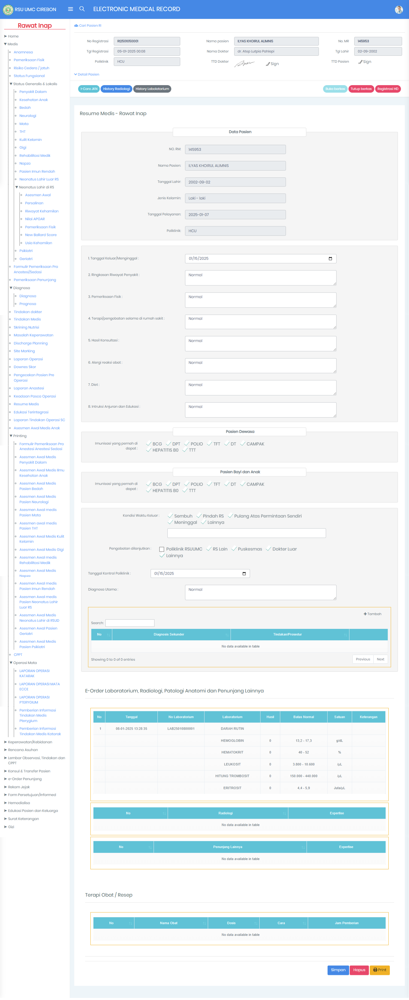 RSU UMC CIREBON
ELECTRONIC MEDICAL RECORD
Rawat Inap
Home
Medis
Anamnesa
Pemeriksaan Fisik
Risiko Cedera / jatuh
Status Fungsional
Status Generalis & Lokalis
Penyakit Dalam
Kesehatan Anak
Bedah
Neurologi
Mata
THT
Kulit Kelamin
Gigi
Rehabilitasi Medik
Napza
Pasien Imun Rendah
Neonatus Lahir Luar RS
Neonatus Lahir di RS
Asesmen Awal
Persalinan
Riwayat Kehamilan
Nilai APGAR
Pemeriksaan Fisik
New Ballard Score
Usia Kehamilan
Psikiatri
Geriatri
Formulir Pemeriksaan Pra
Anastesi/Sedasi
Pemeriksaan Penunjang
Diagnosa
Diagnosa
Prognosa
Tindakan dokter
Tindakan Medis
Skrining Nutrisi
Masalah Keperawatan
Discharge Planning
Site Marking
Laporan Operasi
Downes Skor
Pengecekan Pasien Pre
Operasi
Laporan Anastesi
Keadaan Pasca Operasi
Resume Medis
Edukasi Terintegrasi
Laporan Tindakan Operasi SC
Asesmen Awal Medis Anak
Printing
Formulir Pemeriksaan Pra
Anestesi Anestesi Sedasi
Asesmen Awal Medis
Penyakit Dalam
Asesmen Awal Medis Ilmu
Kesehatan Anak
Asesmen Awal Medis
Pasien Bedah
Asesmen Awal Medis
Pasien Neurologi
Asesmen Awal medis
Pasien Mata
Asesmen awal medis
Pasien THT
Asesmen Awal Medis Kulit
Kelamin
Asesmen Awal Medis Gigi
Asesmen Awal medis
Rehabilitasi Medik
Asesmen Awal Medis
Napza
Asesmen Awal medis
Pasien Imun Rendah
Asesmen Awal medis
Pasien Neonatus Lahir
Luar RS
Asesmen Awal Medis
Neonatus Lahir di RSUD
Asesmen Awal Pasien
Geriatri
Asesmen Awal Medis
Pasien Psikiatri
CPPT
Operasi Mata
LAPORAN OPERASI
KATARAK
LAPORAN OPERASI MATA
ECCE
LAPORAN OPERASI
PTERYGIUM
Pemberian Informasi
Tindakan Medis
Pterygium
Pemberian Informasi
Tindakan Medis Katarak
Keperawatan/Kebidanan
Rencana Asuhan
Lembar Observasi, Tindakan dan
CPPT
Konsul & Transfer Pasien
e-Order Penunjang
Rekam Jejak
Form Persetujuan/Informed
Hemodialisa
Edukasi Pasien dan Keluarga
Surat Keterangan
Gizi
Cari Pasien RI
No Registrasi RI2501050001 Nama pasien ILYAS KHOIRUL ALIMNIS No. MR 145953
Tgl Registrasi 05-01-2025 00:08 Nama Dokter dr. Atep Lutpia Pahlepi Tgl Lahir 02-09-2002
Poliklinik HCU TTD Dokter Sign TTD Pasien Sign
Detail Pasien
I-Care JKN History Radiologi History Labolatorium Buka berkas Tutup berkas Registrasi HD
Resume Medis - Rawat Inap
Data Pasien
NO. RM: 145953
Nama Pasien: ILYAS KHOIRUL ALIMNIS
Tanggal Lahir: 2002-09-02
Jenis Kelamin: Laki - laki
Tanggal Pelayanan: 2025-01-07
Poliklinik: HCU
1. Tanggal Keluar/Menginggal : 01/15/2025
2. Ringkasan Riwayat Penyakit : Normal
3. Pemeriksaan Fisik : Normal
4. Terapi/pengobatan selama di rumah sakit : Normal
5. Hasil Konsultasi : Normal
6. Alergi reaksi obat : Normal
7. Diet : Normal
8. Intruksi Anjuran dan Edukasi : Normal
Pasien Dewasa
Imunisasi yang pernah di BCG DPT POLIO TFT DT CAMPAK
dapat : HEPATITIS B0 TTT
Pasien Bayi dan Anak
Imunisasi yang pernah di BCG DPT POLIO TFT DT CAMPAK
dapat : HEPATITIS B0 TTT
Kondisi Waktu Keluar : Sembuh Pindah RS Pulang Atas Permintaan Sendiri
Meninggal Lainnya
Pengobatan dilanjutkan : Poliklinik RSUUMC RS Lain Puskesmas Dokter Luar
Lainnya
Tanggal Kontrol Poliklinik : 01/15/2025
Diagnosa Utama : Normal
Tambah
Search:
No Diagnosis Sekunder Tindakan/Prosedur
No data available in table
Showing 0 to 0 of 0 entries Previous Next
E-Order Laboratorium, Radiologi, Patologi Anatomi dan Penunjang Lainnya
No Tanggal No Laboratorium Laboratorium Hasil Batas Normal Satuan Keterangan
1 08-01-2025 13:28:35 LAB25010800001 DARAH RUTIN
HEMOGLOBIN 0 13,2 - 17,3 g/dL
HEMATOKRIT 0 40 - 52 %
LEUKOSIT 0 3.800 - 10.600 /µL
HITUNG TROMBOSIT 0 150.000 - 440.000 /µL
ERITROSIT 0 4,4 - 5,9 Juta/µL
No Radiologi Expertise
No data available in table
No Penunjang Lainnya Expertise
No data available in table
Terapi Obat / Resep
No Nama Obat Dosis Cara Jam Pemberian
No data available in table
Simpan Hapus Print